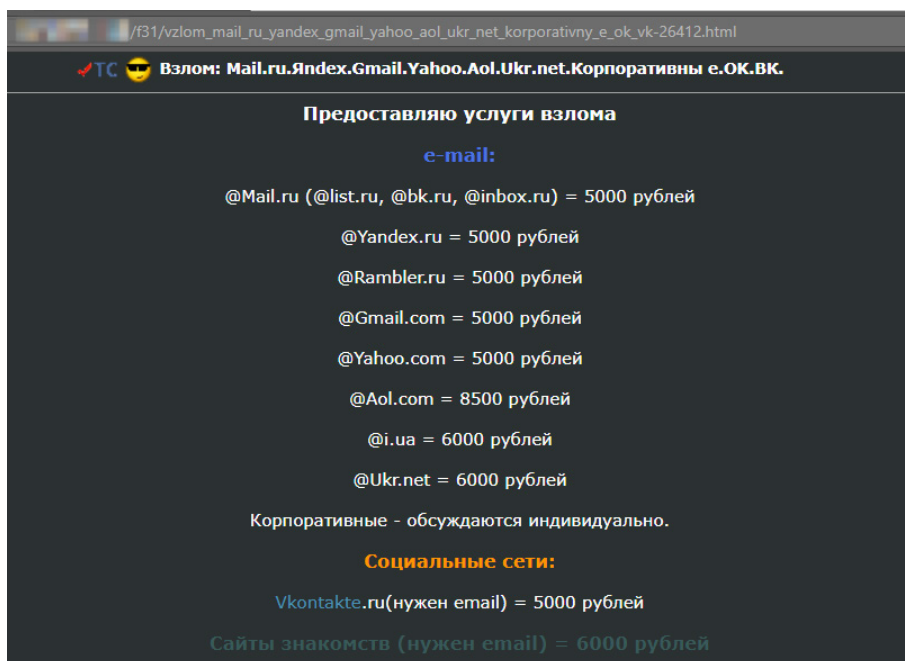 /f31/vzlom_mail_ru_yandex_gmail_yahoo_aol_ukr_net_korporativny_e_ok_vk-26412.html
ТС Взлом: Mail.ru.Яndex.Gmail.Yahoo.Aol.Ukr.net.Корпоративны е.ОК.ВК.
Предоставляю услуги взлома
e-mail:
@Mail.ru (@list.ru, @bk.ru, @inbox.ru) = 5000 рублей
@Yandex.ru = 5000 рублей
@Rambler.ru = 5000 рублей
@Gmail.com = 5000 рублей
@Yahoo.com = 5000 рублей
@Aol.com = 8500 рублей
@i.ua = 6000 рублей
@Ukr.net = 6000 рублей
Корпоративные - обсуждаются индивидуально.
Социальные сети:
Vkontakte.ru(нужен email) = 5000 рублей
Сайты знакомств (нужен email) = 6000 рублей